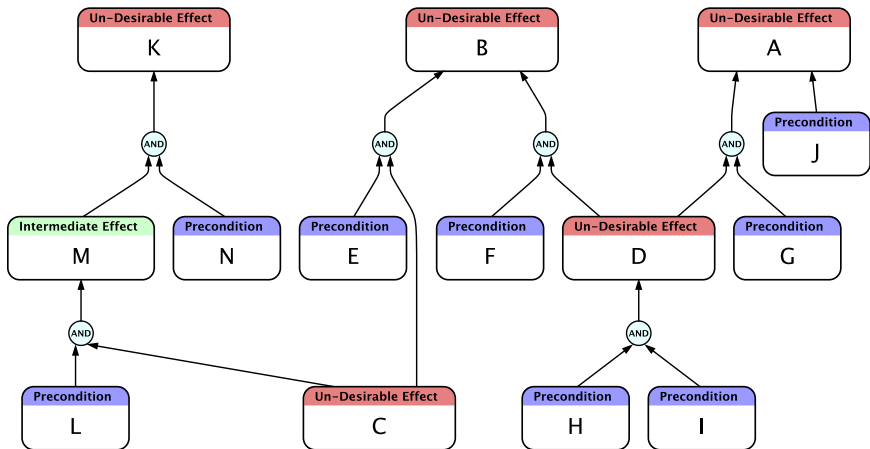 Un-Desirable Effect
K
Un-Desirable Effect
B
Un-Desirable Effect
A
Precondition
J
AND
AND
AND
AND
Intermediate Effect
M
Precondition
N
Precondition
E
Precondition
F
Un-Desirable Effect
D
Precondition
G
AND
AND
Precondition
L
Un-Desirable Effect
C
Precondition
H
Precondition
I